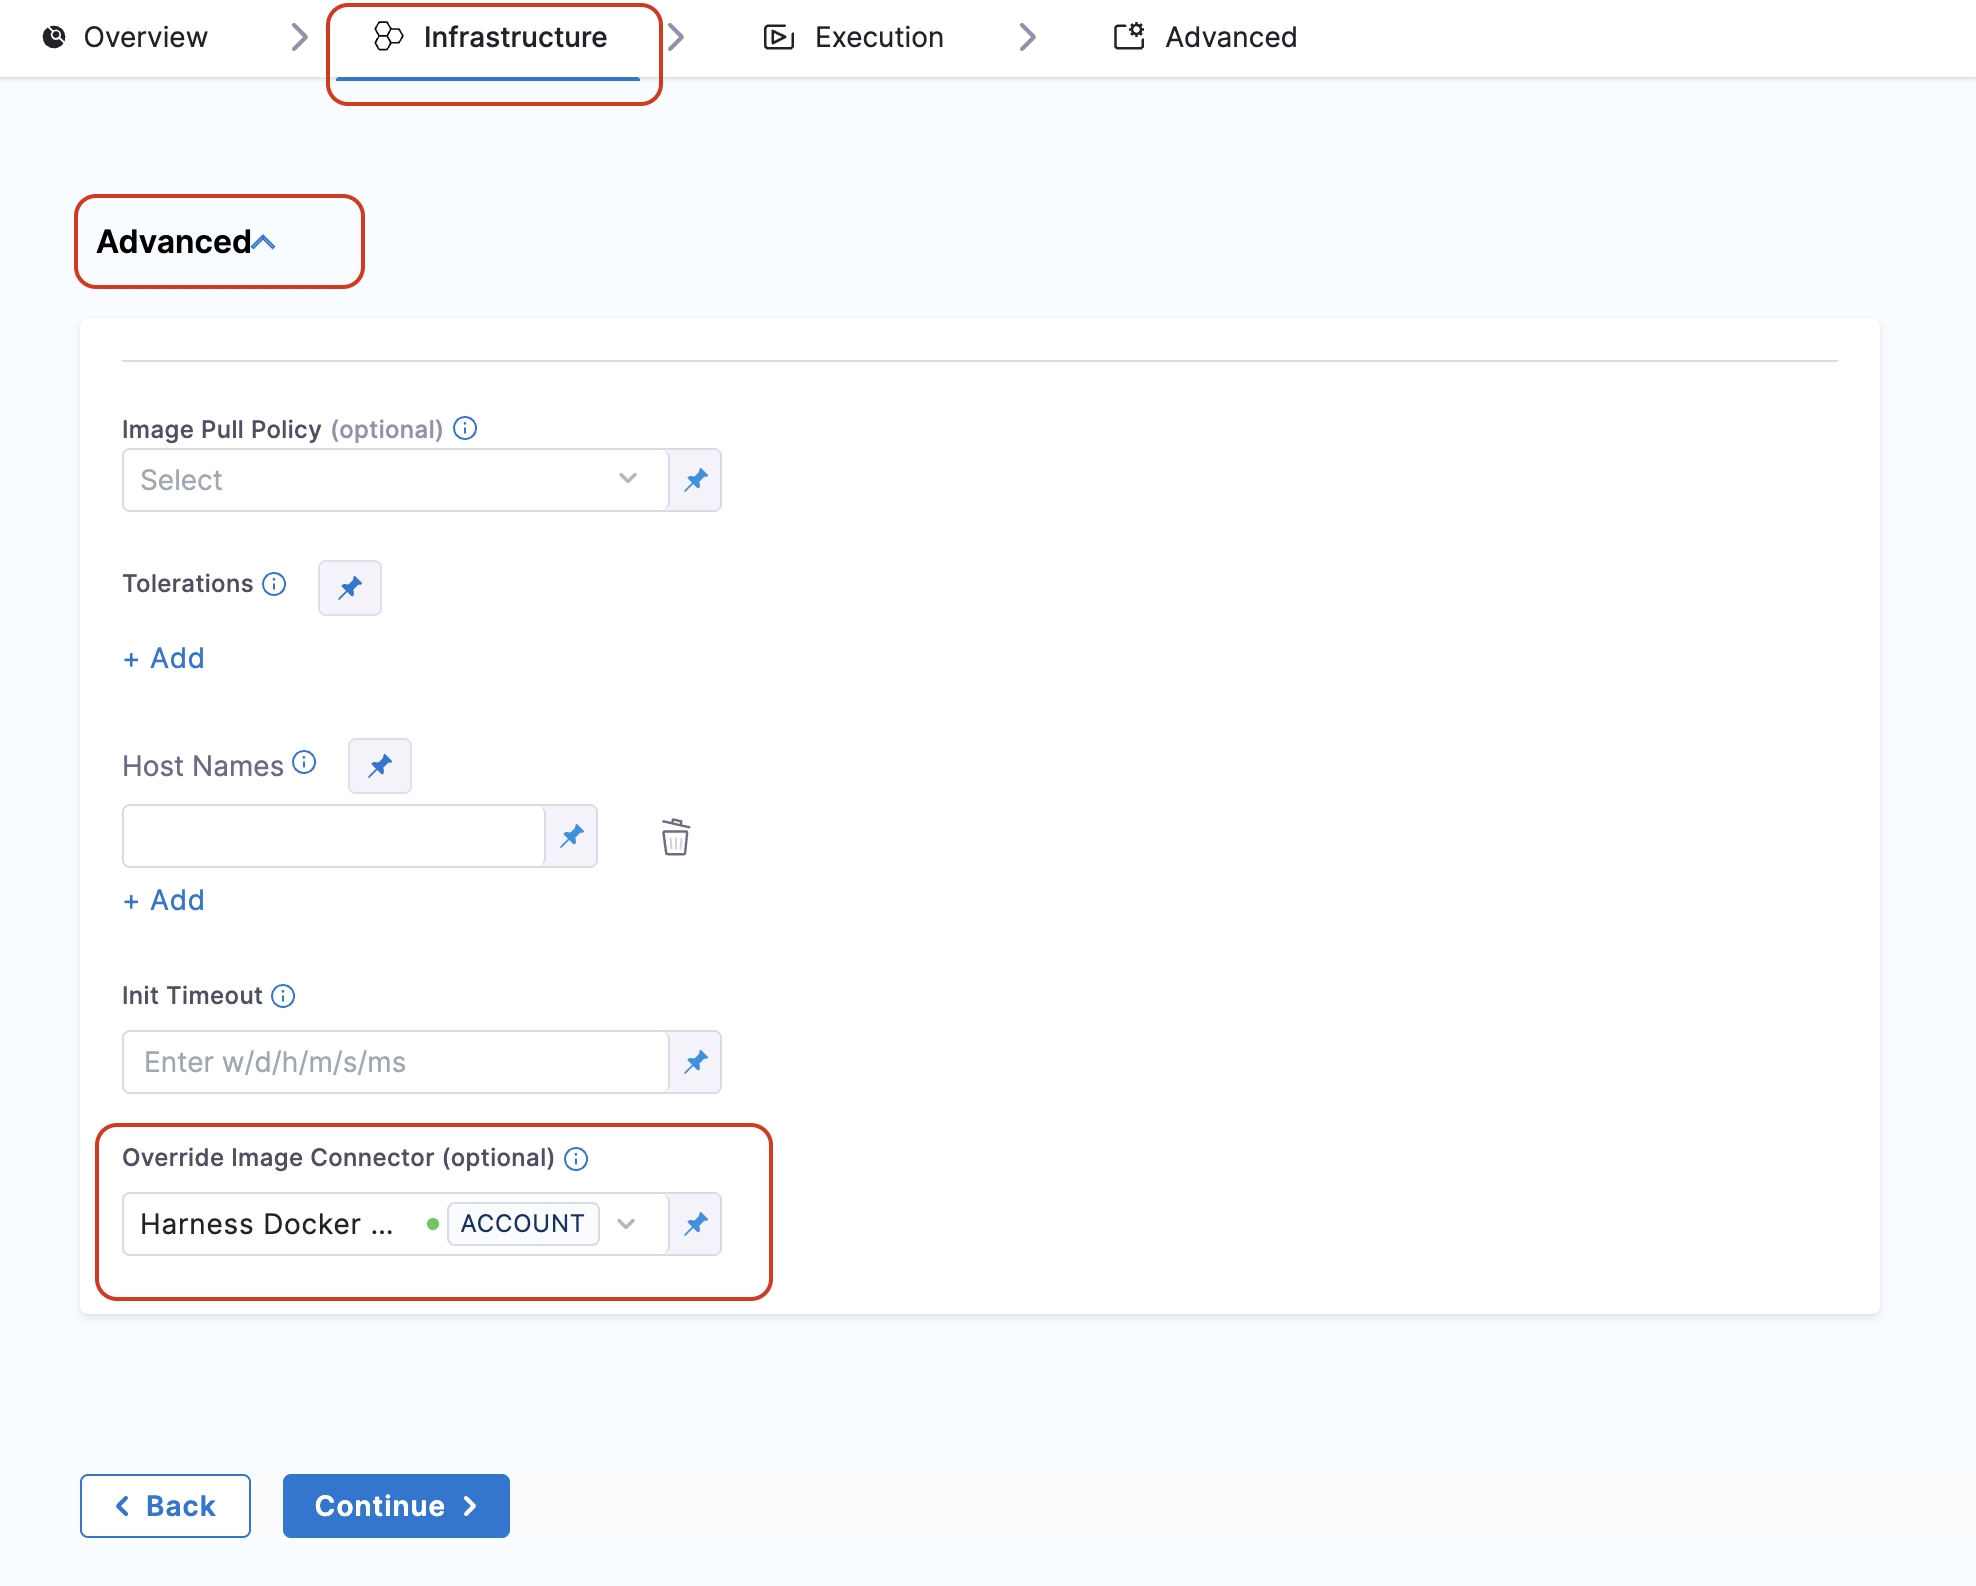 Overview Infrastructure Execution Advanced
Advanced
Image Pull Policy (optional)
Select
Tolerations
+ Add
Host Names
+ Add
Init Timeout
Enter w/d/h/m/s/ms
Override Image Connector (optional)
Harness Docker ... ACCOUNT
Back Continue